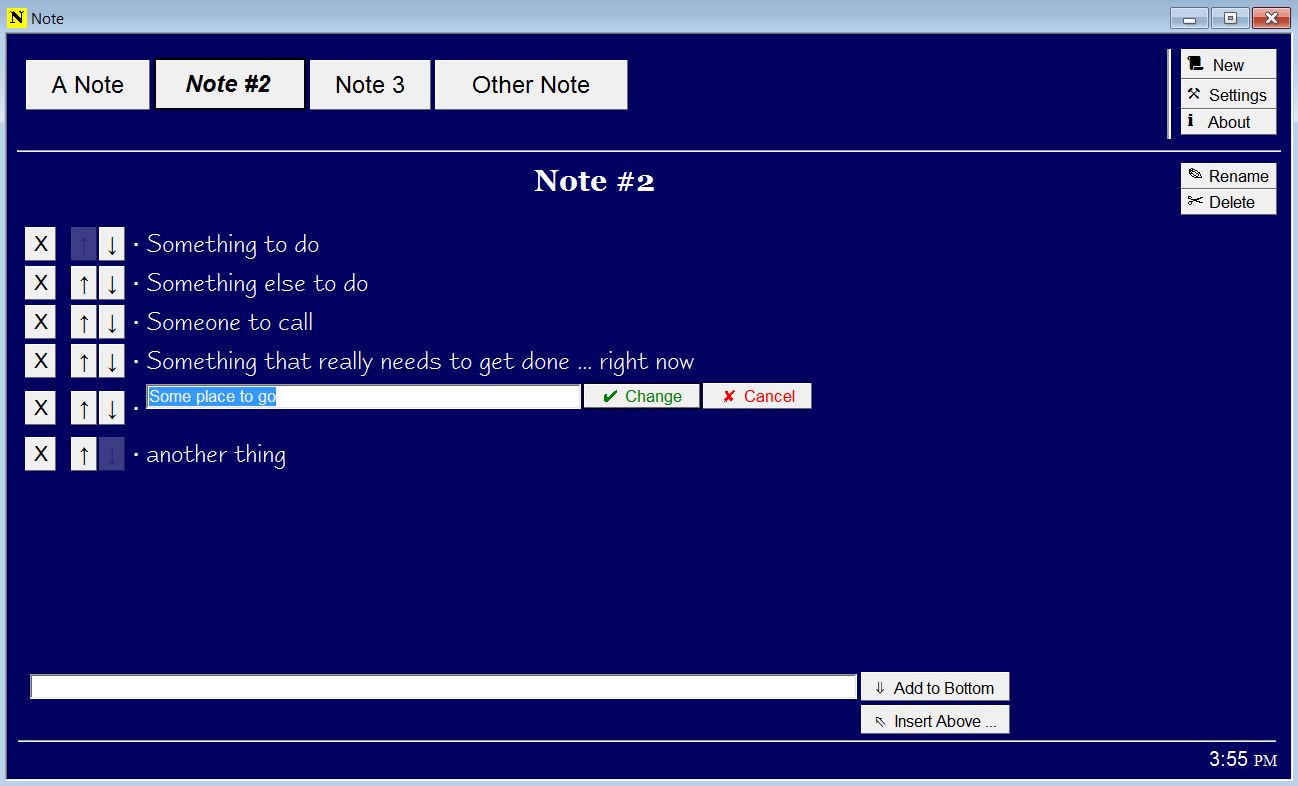 N Note
A Note Note #2 Note 3 Other Note
New
Settings
i About
Note #2
Rename
Delete
X ↑ ↓ · Something to do
X ↑ ↓ · Something else to do
X ↑ ↓ · Someone to call
X ↑ ↓ · Something that really needs to get done ... right now
X ↑ ↓ · Some place to go ✔ Change ✘ Cancel
X ↑ ↓ · another thing
⇓ Add to Bottom
⇖ Insert Above ...
3:55 PM